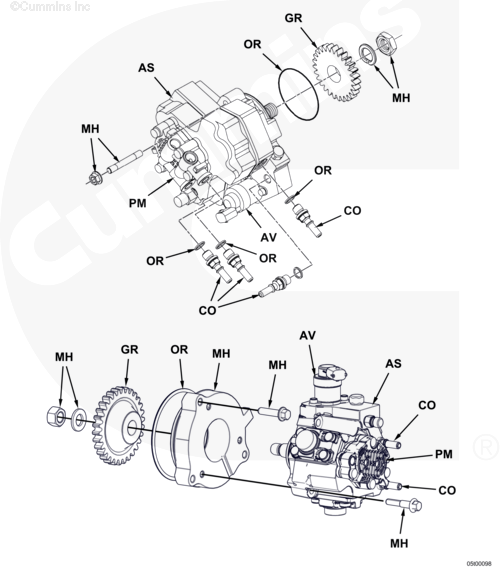 ©Cummins Inc
GR
OR
AS
MH
MH
OR
PM
CO
AV
OR
OR
CO
Cummins
AV
GR
OR
MH
AS
MH
MH
CO
PM
CO
MH
®
05t00098